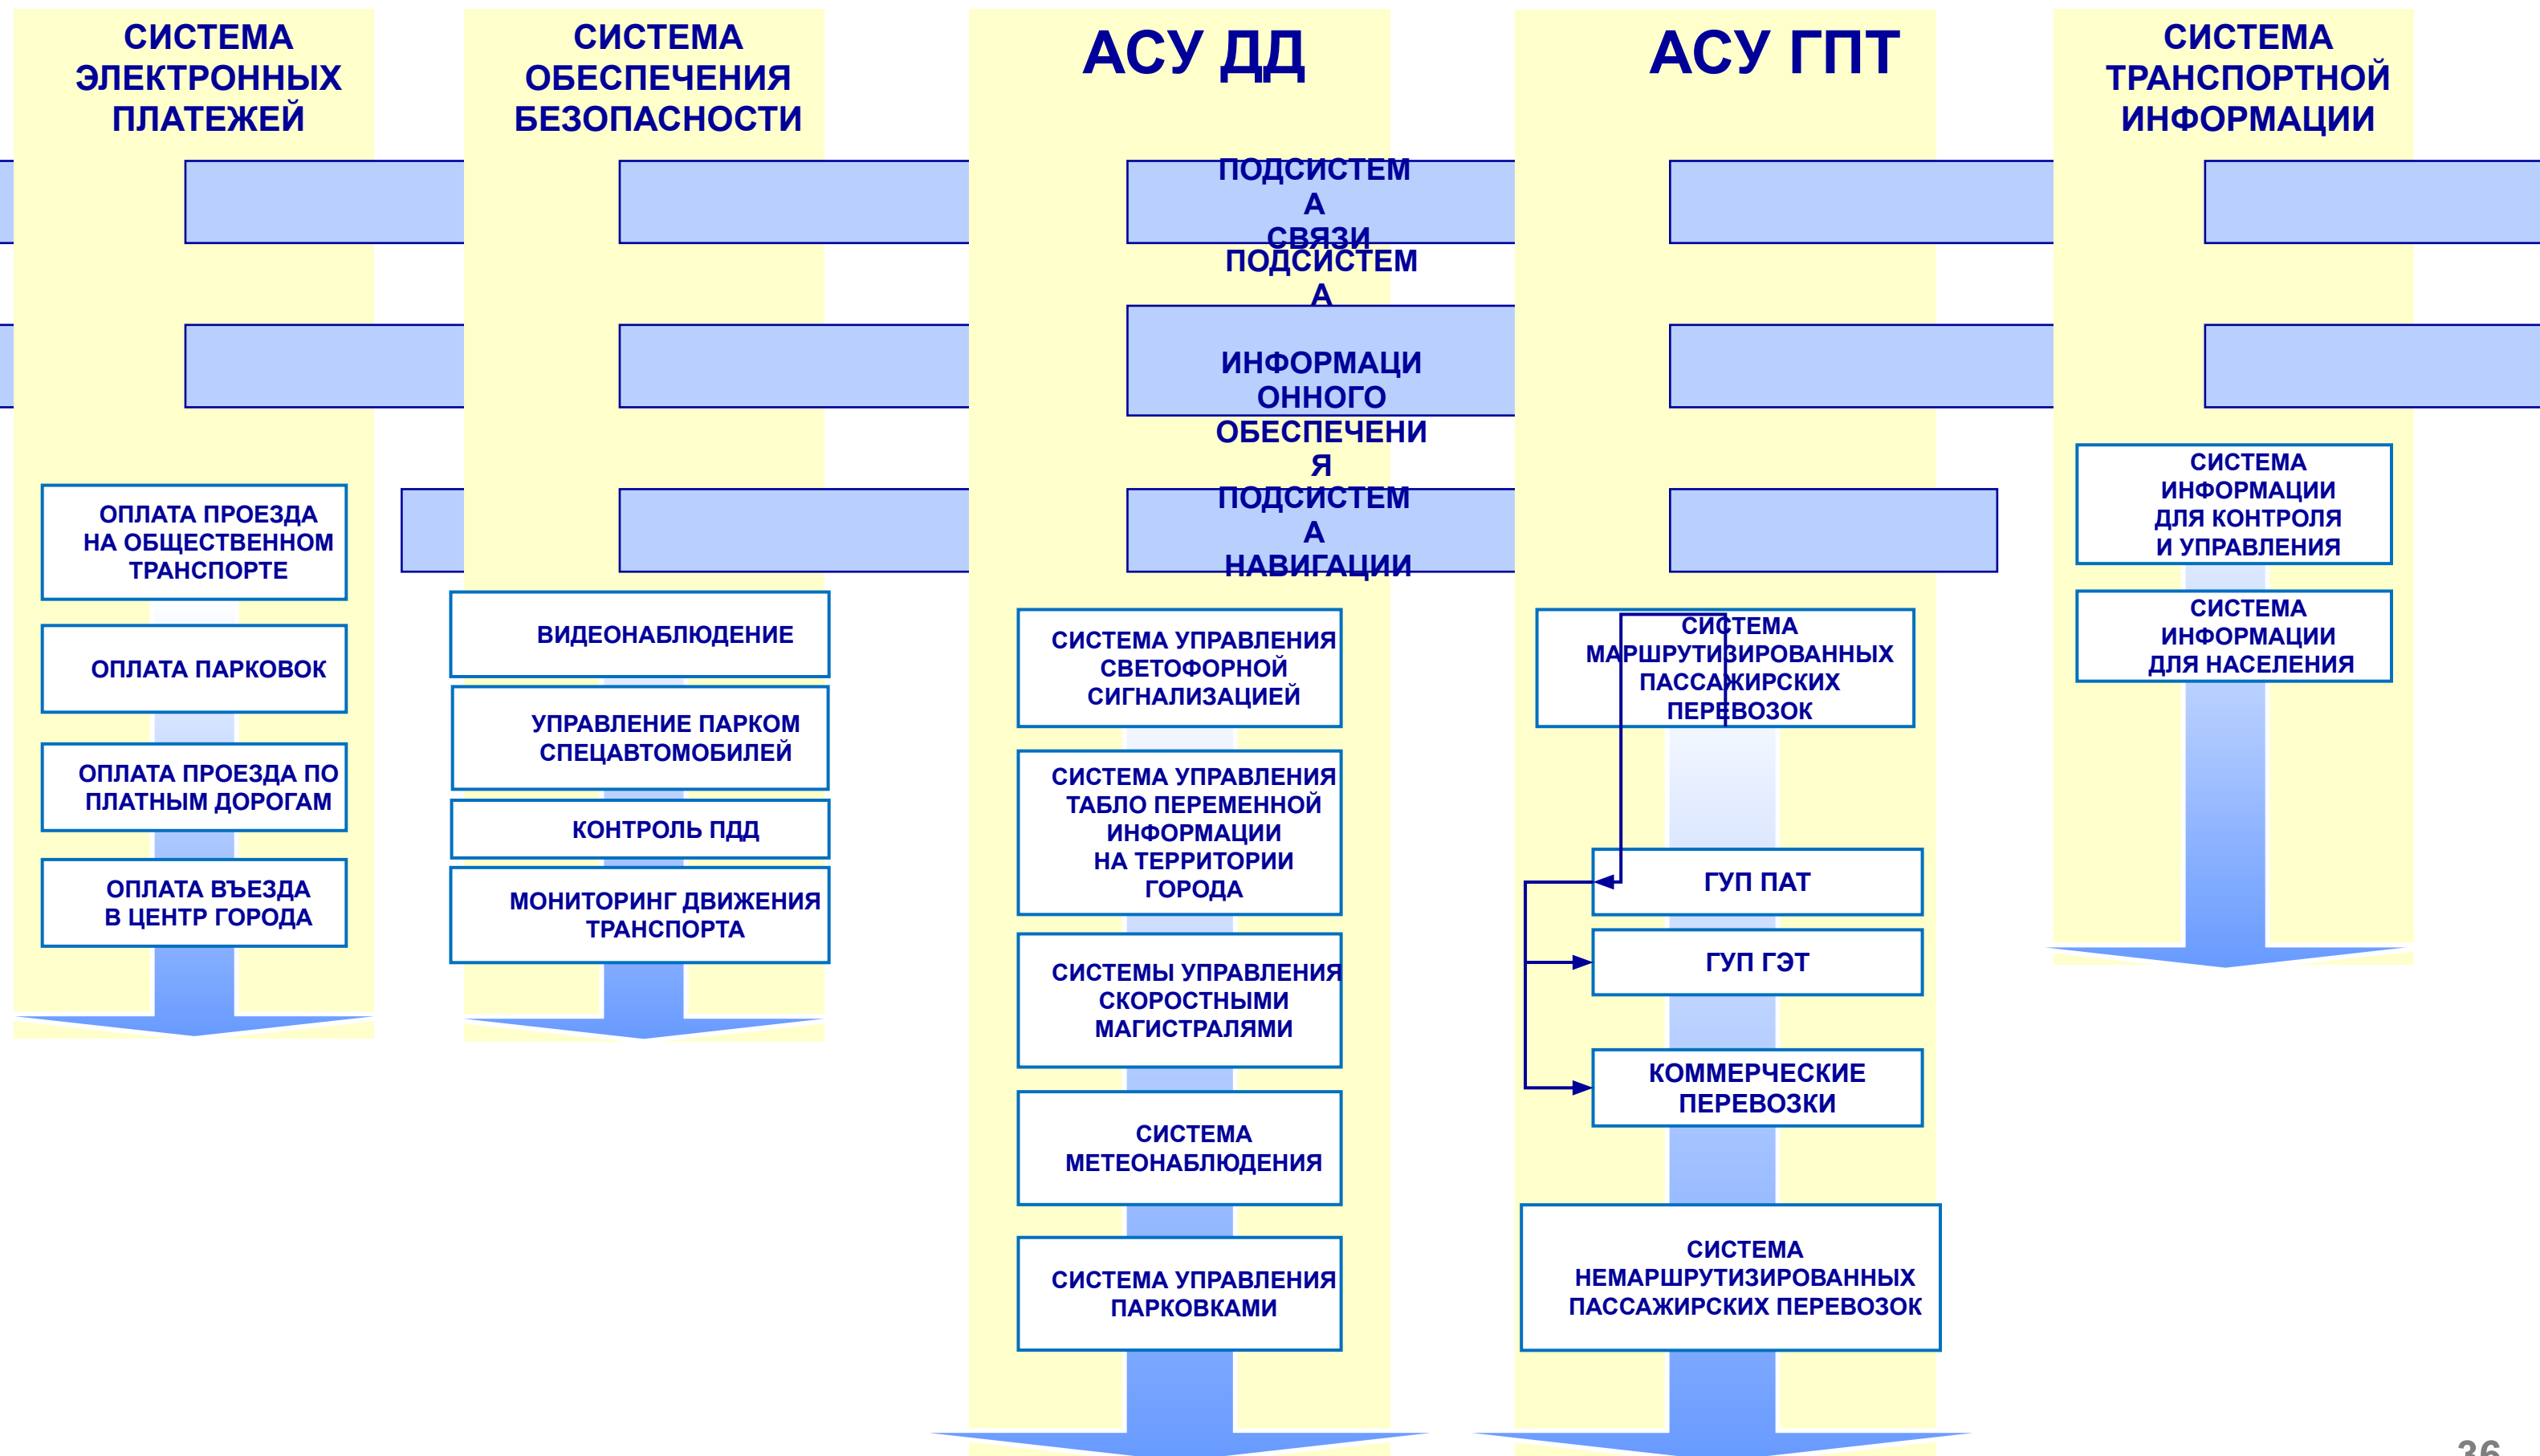 СИСТЕМА
ЭЛЕКТРОННЫХ
ПЛАТЕЖЕЙ
СИСТЕМА
ОБЕСПЕЧЕНИЯ
БЕЗОПАСНОСТИ
АСУ ДД
АСУ ГПТ
СИСТЕМА
ТРАНСПОРТНОЙ
ИНФОРМАЦИИ
ПОДСИСТЕМ
А
СВЯЗИ
ПОДСИСТЕМ
А
ИНФОРМАЦИ
ОННОГО
ОБЕСПЕЧЕНИ
Я
ПОДСИСТЕМ
А
НАВИГАЦИИ
ОПЛАТА ПРОЕЗДА
НА ОБЩЕСТВЕННОМ
ТРАНСПОРТЕ
ОПЛАТА ПАРКОВОК
ОПЛАТА ПРОЕЗДА ПО
ПЛАТНЫМ ДОРОГАМ
ОПЛАТА ВЪЕЗДА
В ЦЕНТР ГОРОДА
ВИДЕОНАБЛЮДЕНИЕ
УПРАВЛЕНИЕ ПАРКОМ
СПЕЦАВТОМОБИЛЕЙ
КОНТРОЛЬ ПДД
МОНИТОРИНГ ДВИЖЕНИЯ
ТРАНСПОРТА
СИСТЕМА УПРАВЛЕНИЯ
СВЕТОФОРНОЙ
СИГНАЛИЗАЦИЕЙ
СИСТЕМА УПРАВЛЕНИЯ
ТАБЛО ПЕРЕМЕННОЙ
ИНФОРМАЦИИ
НА ТЕРРИТОРИИ
ГОРОДА
СИСТЕМЫ УПРАВЛЕНИЯ
СКОРОСТНЫМИ
МАГИСТРАЛЯМИ
СИСТЕМА
МЕТЕОНАБЛЮДЕНИЯ
СИСТЕМА УПРАВЛЕНИЯ
ПАРКОВКАМИ
СИСТЕМА
МАРШРУТИЗИРОВАННЫХ
ПАССАЖИРСКИХ
ПЕРЕВОЗОК
ГУП ПАТ
ГУП ГЭТ
КОММЕРЧЕСКИЕ
ПЕРЕВОЗКИ
СИСТЕМА
НЕМАРШРУТИЗИРОВАННЫХ
ПАССАЖИРСКИХ ПЕРЕВОЗОК
СИСТЕМА
ИНФОРМАЦИИ
ДЛЯ КОНТРОЛЯ
И УПРАВЛЕНИЯ
СИСТЕМА
ИНФОРМАЦИИ
ДЛЯ НАСЕЛЕНИЯ
36